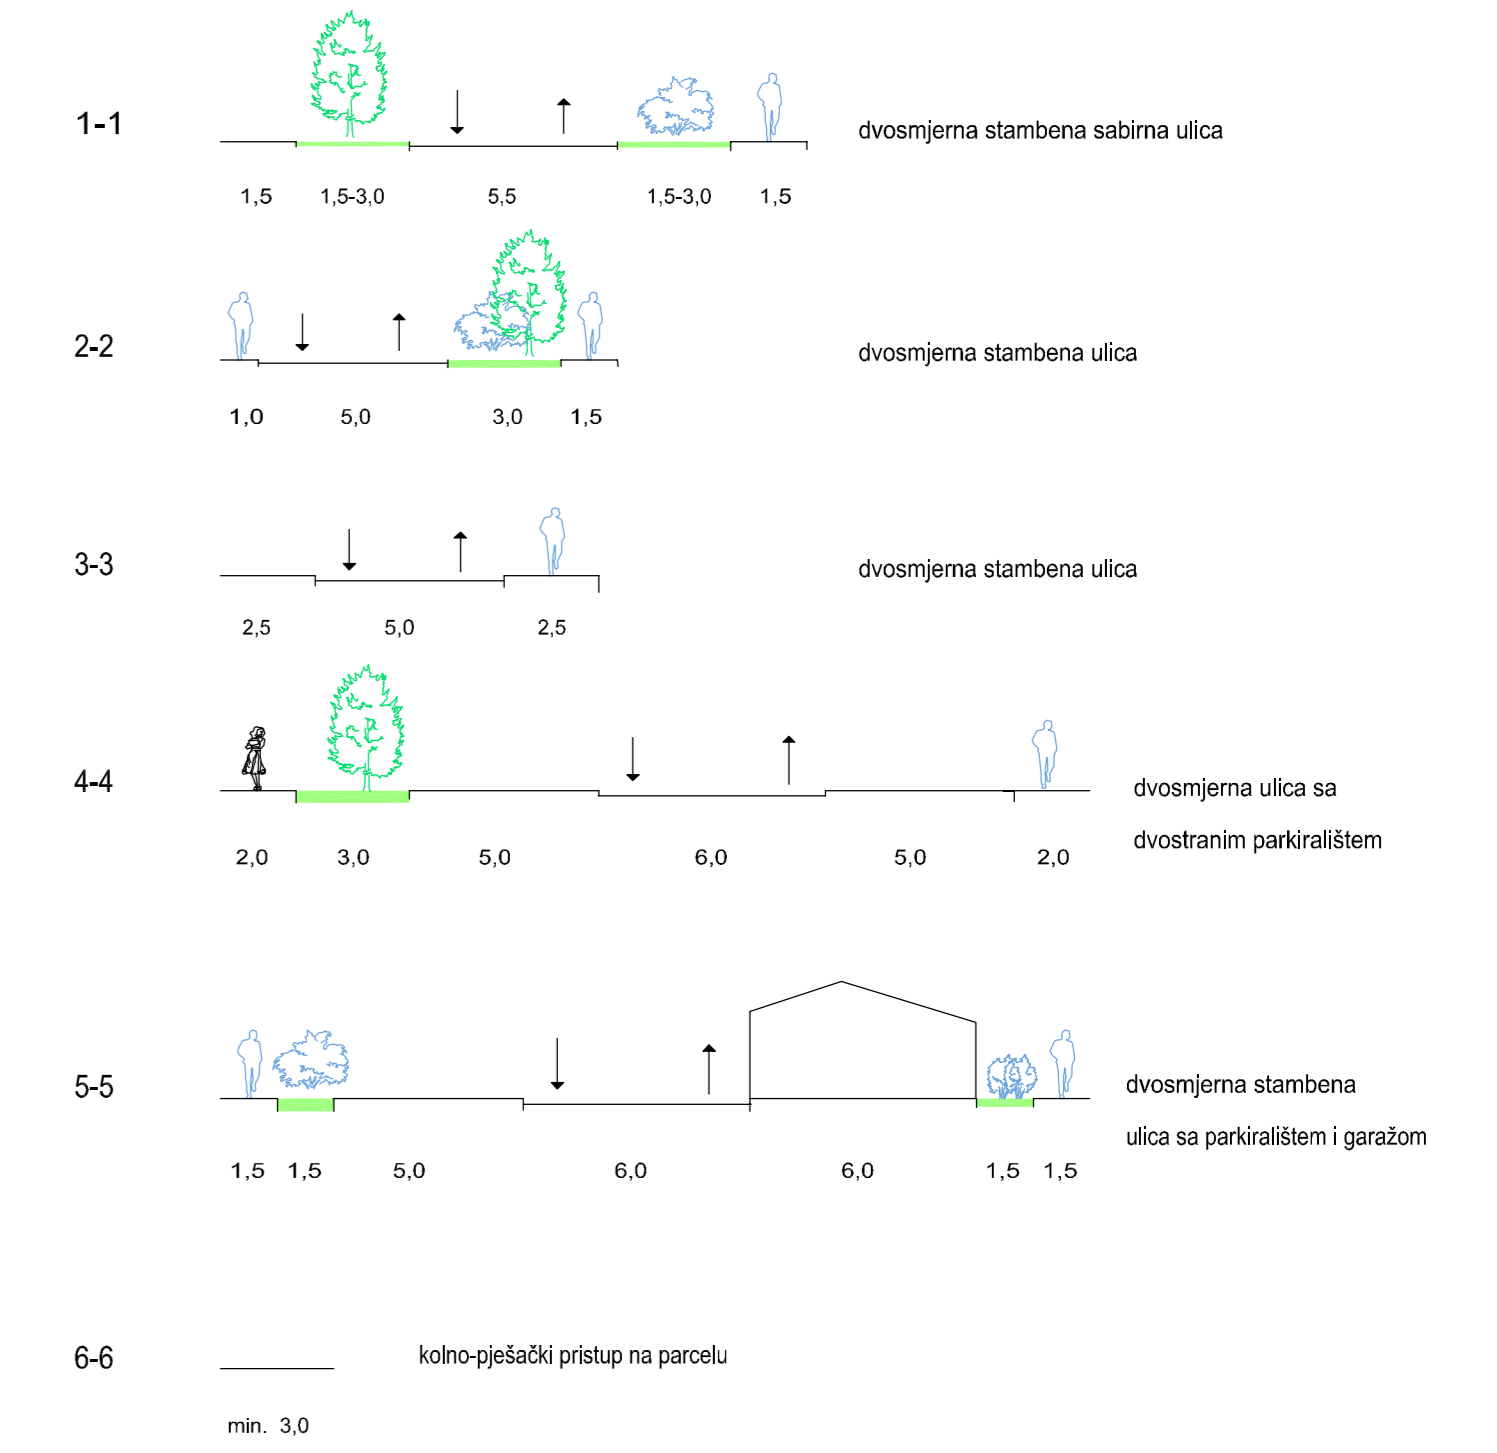 1-1
dvosmjerna stambena sabirna ulica
1,5 1,5-3,0 5,5 1,5-3,0 1,5
2-2
dvosmjerna stambena ulica
1,0 5,0 3,0 1,5
3-3
dvosmjerna stambena ulica
2,5 5,0 2,5
4-4
dvosmjerna ulica sa
dvostranim parkiralištem
2,0 3,0 5,0 6,0 5,0 2,0
5-5
dvosmjerna stambena
ulica sa parkiralištem i garažom
1,5 1,5 5,0 6,0 6,0 1,5 1,5
6-6
kolno-pješački pristup na parcelu
min. 3,0